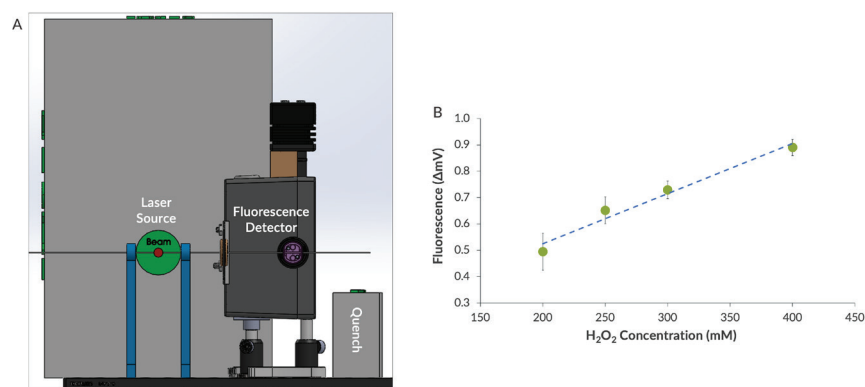 A
Laser
Source
Beam
Fluorescence
Detector
Quench
B
Fluorescence (ΔmV)
1.0
0.9
0.8
0.7
0.6
0.5
0.4
0.3
150
200
250
300
350
400
450
H₂O₂ Concentration (mM)